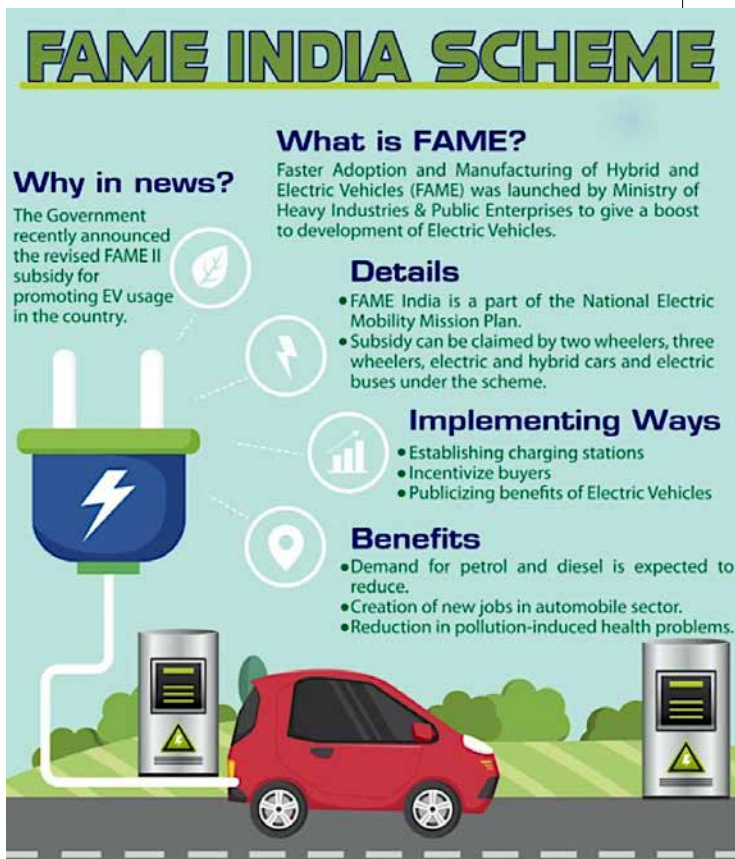 FAME INDIA SCHEME
Why in news?
The Government
recently announced
the revised FAME II
subsidy for
promoting EV usage
in the country.
What is FAME?
Faster Adoption and Manufacturing of Hybrid and
Electric Vehicles (FAME) was launched by Ministry of
Heavy Industries & Public Enterprises to give a boost
to development of Electric Vehicles.
Details
•FAME India is a part of the National Electric
Mobility Mission Plan.
•Subsidy can be claimed by two wheelers, three
wheelers, electric and hybrid cars and electric
buses under the scheme.
Implementing Ways
•Establishing charging stations
•Incentivize buyers
•Publicizing benefits of Electric Vehicles
Benefits
•Demand for petrol and diesel is expected to
reduce.
•Creation of new jobs in automobile sector.
•Reduction in pollution-induced health problems.